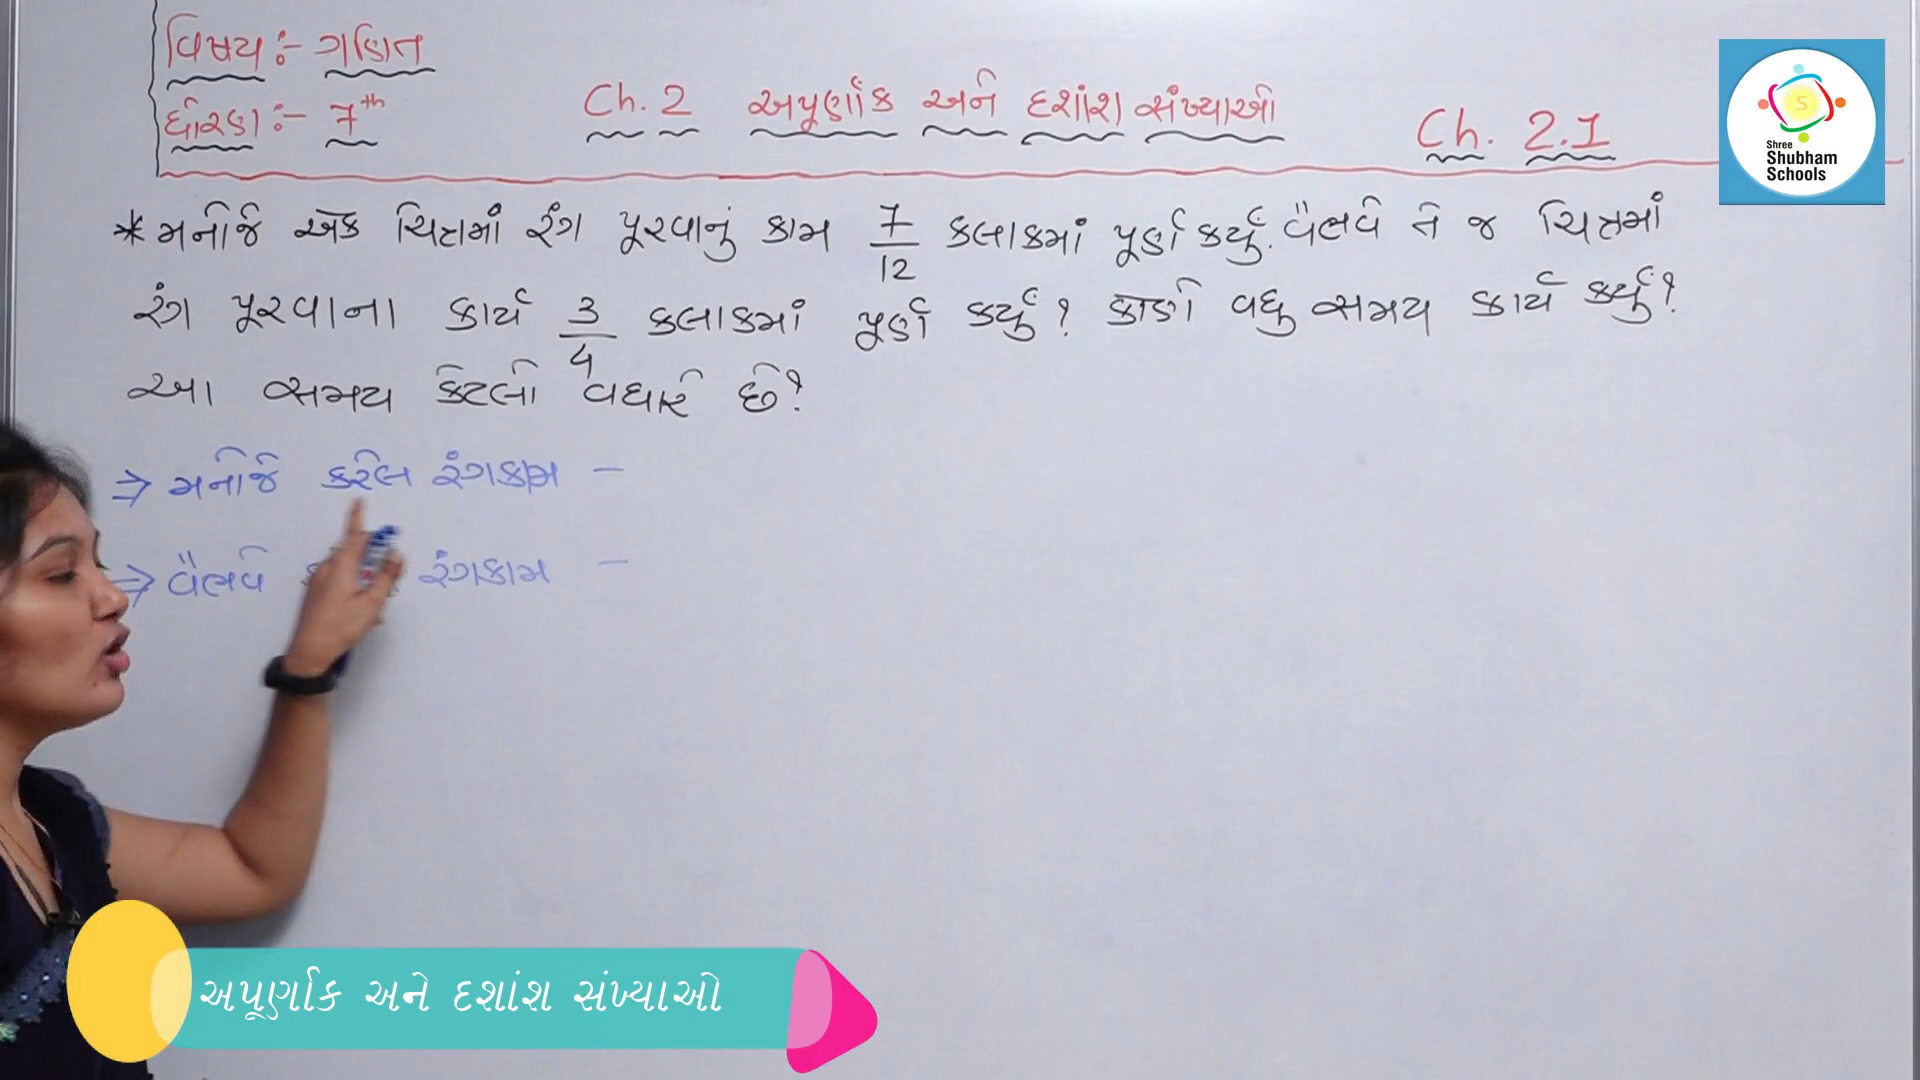 વિષય :- ગણિત
ધોરણ :- 7th
Ch. 2 અપૂર્ણાંક અને દશાંશ સંખ્યાઓ
Ch. 2.1
Shree
Shubham
Schools
* મનોજે એક ચિત્રમાં રંગ પૂરવાનું કામ 7/12 કલાકમાં પૂર્ણ કર્યું. વૈભવે તે જ ચિત્રમાં
રંગ પૂરવાના કાર્ય 3/4 કલાકમાં પૂર્ણ કર્યું ? કોણે વધુ સમય કાર્ય કર્યું ?
આ સમય કેટલો વધારે છે ?
⇒ મનોજે કરેલ રંગકામ –
⇒ વૈભવે રંગકામ –
અપૂર્ણાક અને દશાંશ સંખ્યાઓ